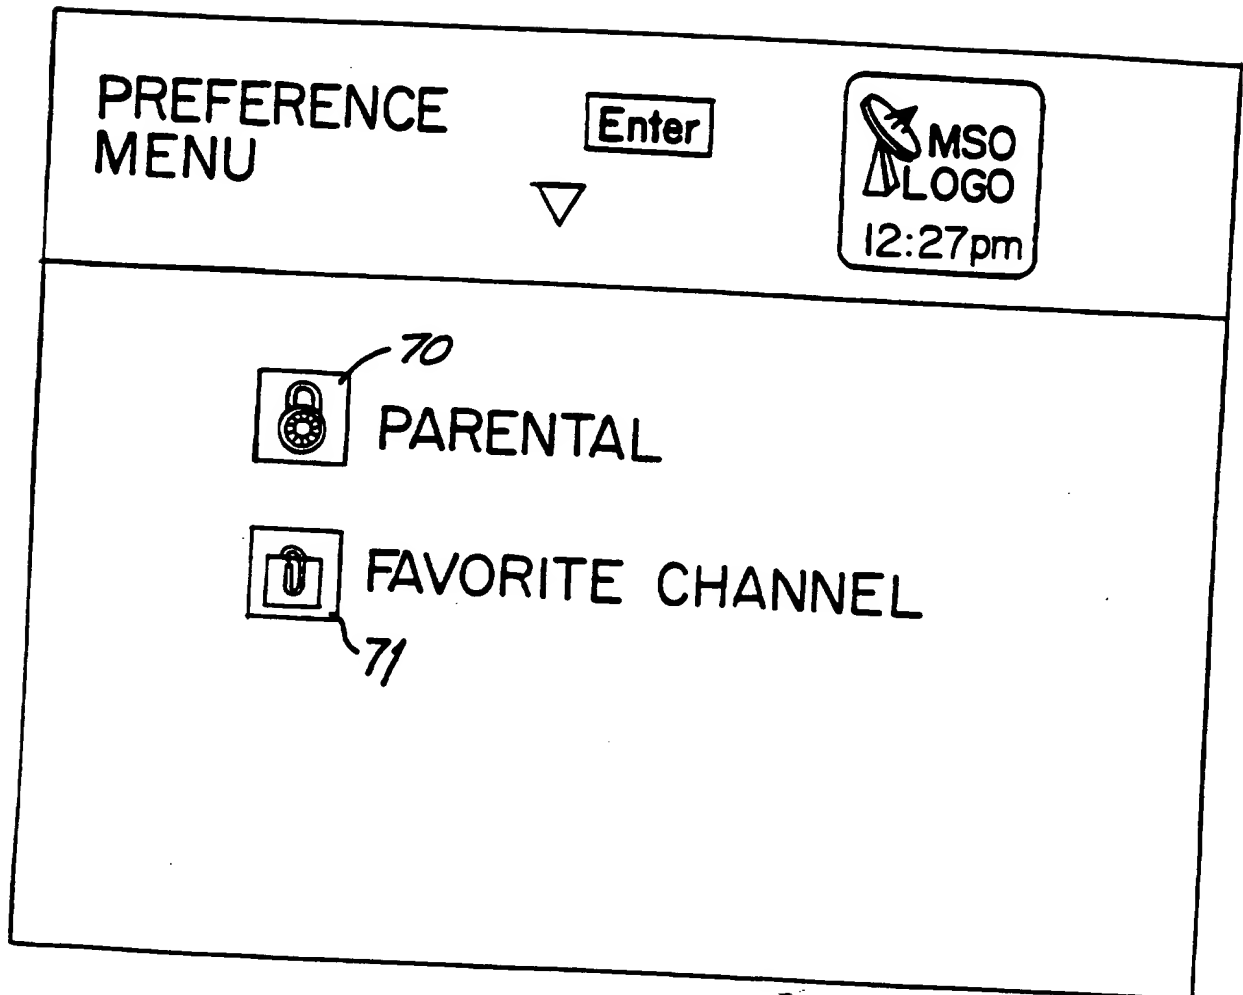 PREFERENCE
MENU
Enter
MSO
LOGO
12:27pm
70
PARENTAL
FAVORITE CHANNEL
71